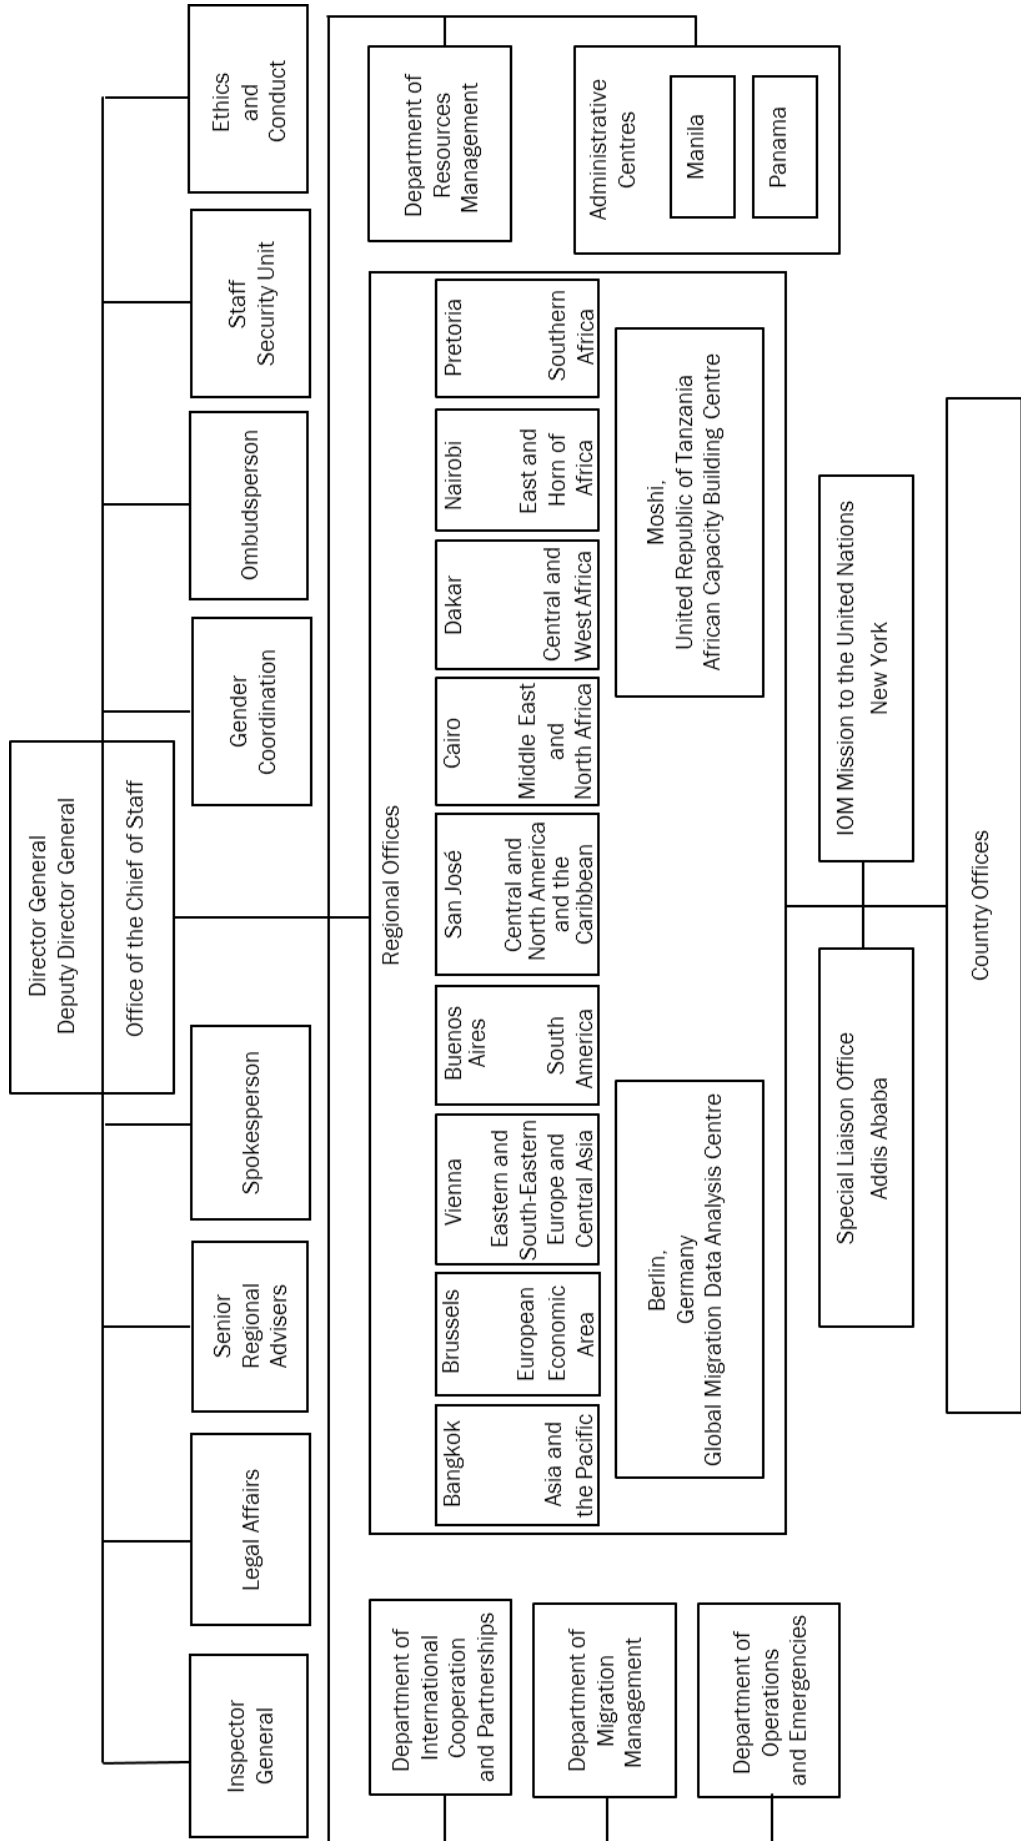 Director General
Deputy Director General
Office of the Chief of Staff
Inspector
General
Legal Affairs
Senior
Regional
Advisers
Spokesperson
Gender
Coordination
Ombudsperson
Staff
Security Unit
Ethics
and
Conduct
Department of
International
Cooperation
and Partnerships
Department of
Migration
Management
Department of
Operations
and Emergencies
Regional Offices
Bangkok
Asia and
the Pacific
Brussels
European
Economic
Area
Vienna
Eastern and
South-Eastern
Europe and
Central Asia
Buenos
Aires
South
America
San José
Central and
North America
and the
Caribbean
Cairo
Middle East
and
North Africa
Dakar
Central and
West Africa
Nairobi
East and
Horn of
Africa
Pretoria
Southern
Africa
Berlin,
Germany
Global Migration Data Analysis Centre
Moshi,
United Republic of Tanzania
African Capacity Building Centre
Department of
Resources
Management
Administrative
Centres
Manila
Panama
Special Liaison Office
Addis Ababa
IOM Mission to the United Nations
New York
Country Offices